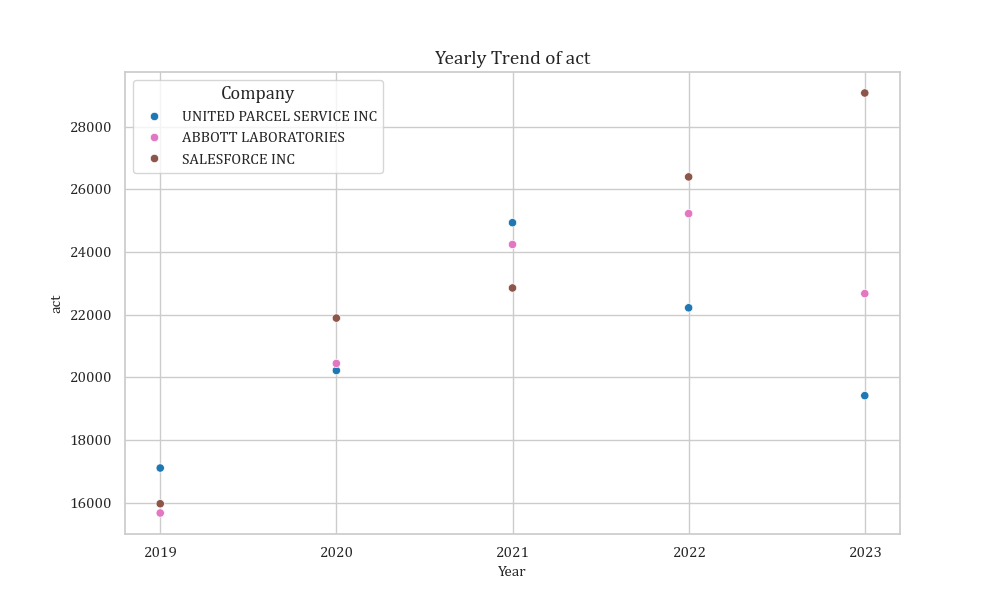 Yearly Trend of act
Company
UNITED PARCEL SERVICE INC
ABBOTT LABORATORIES
SALESFORCE INC
28000
26000
24000
22000
20000
18000
16000
act
2019 2020 2021 2022 2023
Year